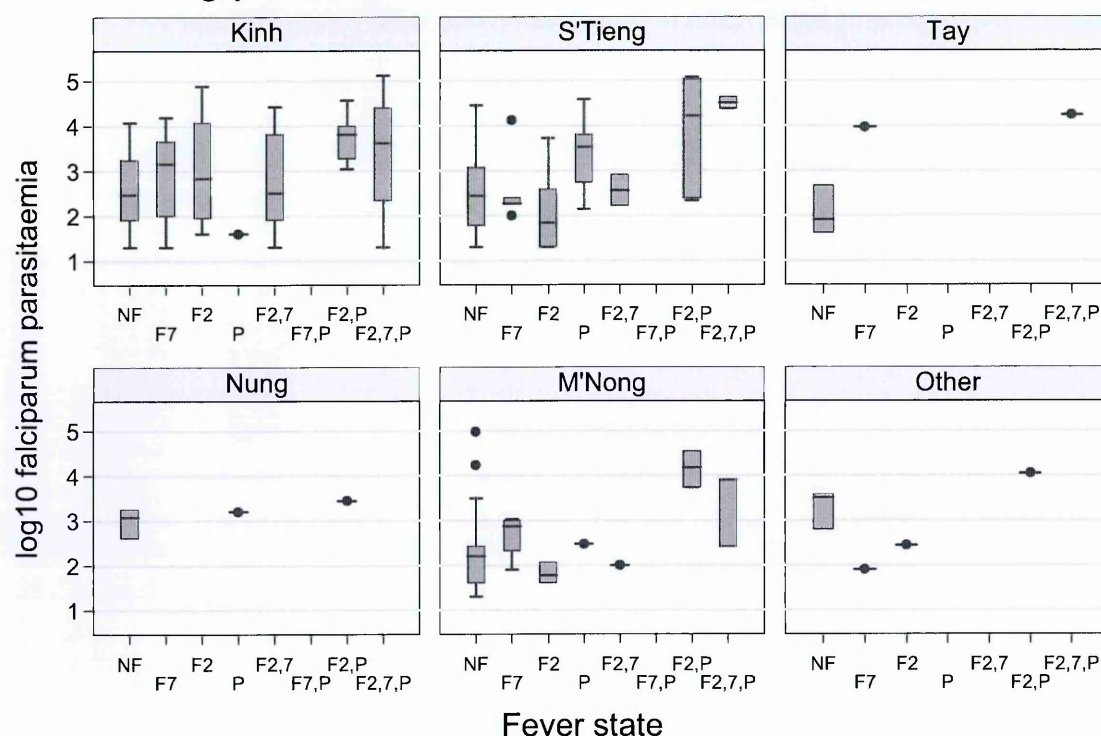 Kinh
S'Tieng
Tay
5
4
3
2
1
NF F2 F2,7 F2,P
F7 P F7,P F2,7,P
NF F2 F2,7 F2,P
F7 P F7,P F2,7,P
NF F2 F2,7 F2,7,P
F7 P F2,P
Nung
M'Nong
Other
5
4
3
2
1
NF F2 F2,7 F2,P
F7 P F7,P F2,7,P
NF F2 F2,7 F2,P
F7 P F7,P F2,7,P
NF F2 F2,7 F2,7,P
F7 P F2,P
log10 falciparum parasitaemia
Fever state